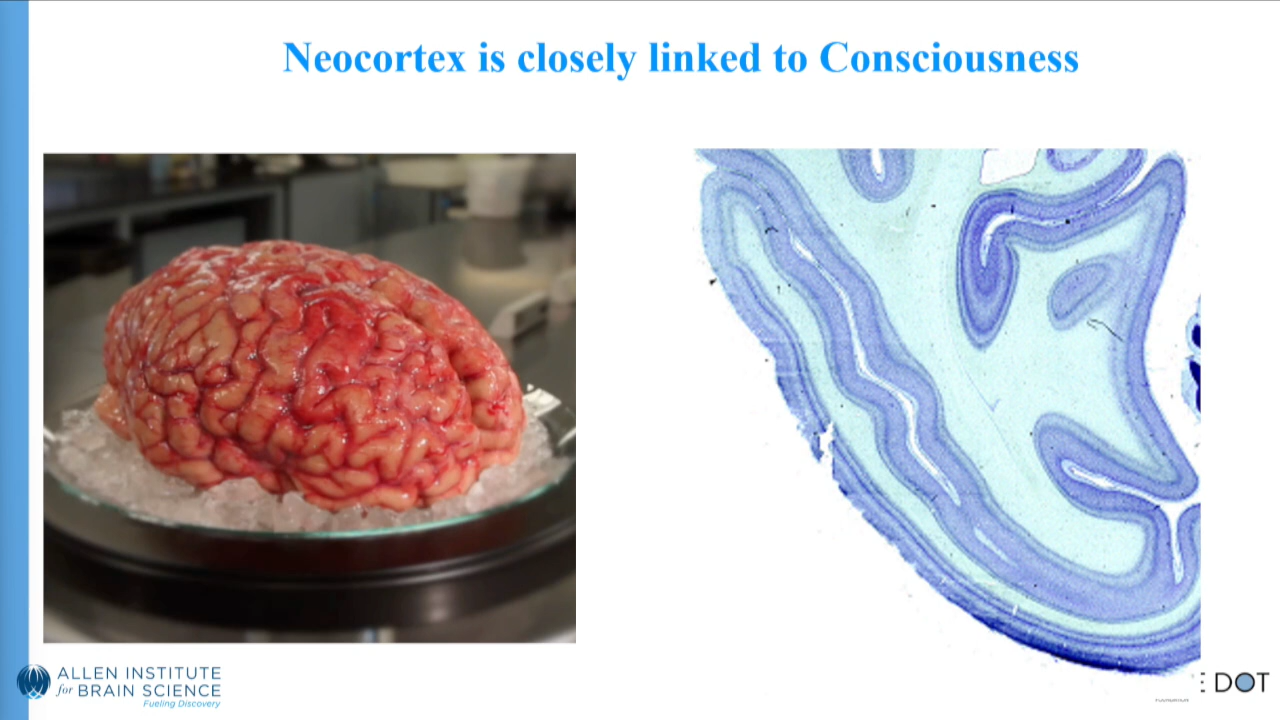 Neocortex is closely linked to Consciousness
ALLEN INSTITUTE
for BRAIN SCIENCE
Fueling Discovery
DOT